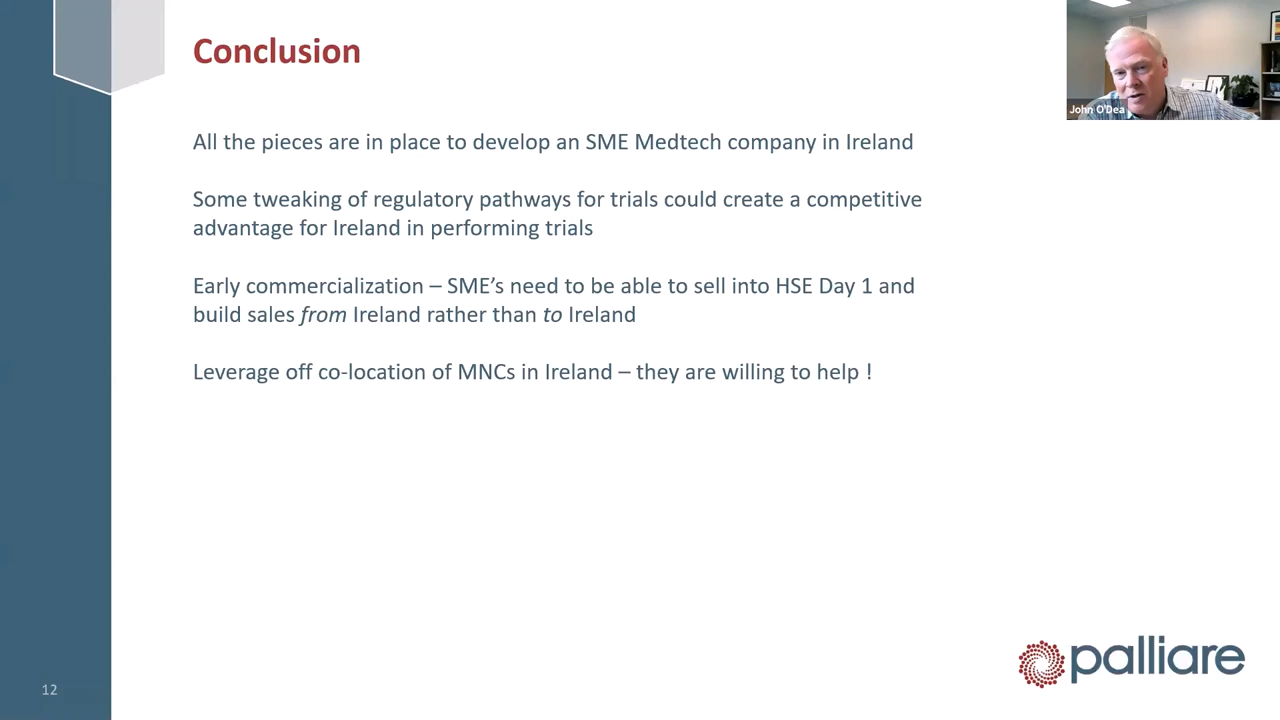 Conclusion
John O'Dea
All the pieces are in place to develop an SME Medtech company in Ireland
Some tweaking of regulatory pathways for trials could create a competitive
advantage for Ireland in performing trials
Early commercialization – SME’s need to be able to sell into HSE Day 1 and
build sales from Ireland rather than to Ireland
Leverage off co-location of MNCs in Ireland – they are willing to help !
palliare
12